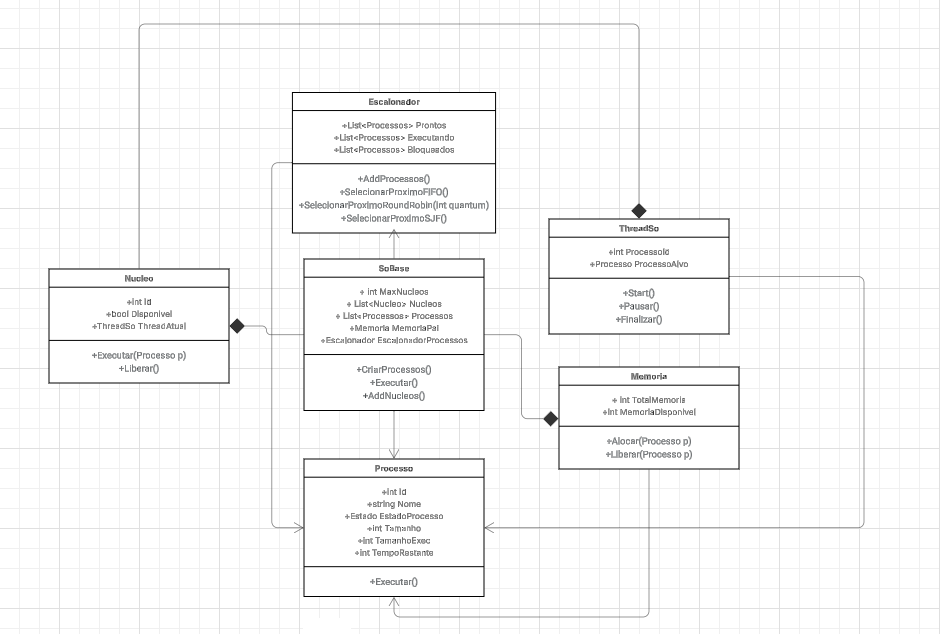 Escalonador
+List<Processos> Prontos
+List<Processos> Executando
+List<Processos> Bloqueados
+AddProcessos()
+SelecionarProximoFIFO()
+SelecionarProximoRoundRobin(int quantum)
+SelecionarProximoSJF()
ThreadSo
+int ProcessoId
+Processo ProcessoAlvo
+Start()
+Pausar()
+Finalizar()
Nucleo
+int Id
+bool Disponivel
+ThreadSo ThreadAtual
+Executar(Processo p)
+Liberar()
SoBase
+ int MaxNucleos
+ List<Nucleo> Nucleos
+ List<Processos> Processos
+Memoria MemoriaPai
+Escalonador EscalonadorProcessos
+CriarProcessos()
+Executar()
+AddNucleos()
Memoria
+ int TotalMemoria
+int MemoriaDisponivel
+Alocar(Processo p)
+Liberar(Processo p)
Processo
+int id
+string Nome
+Estado EstadoProcesso
+int Tamanho
+int TamanhoExec
+int TempoRestante
+Executar()